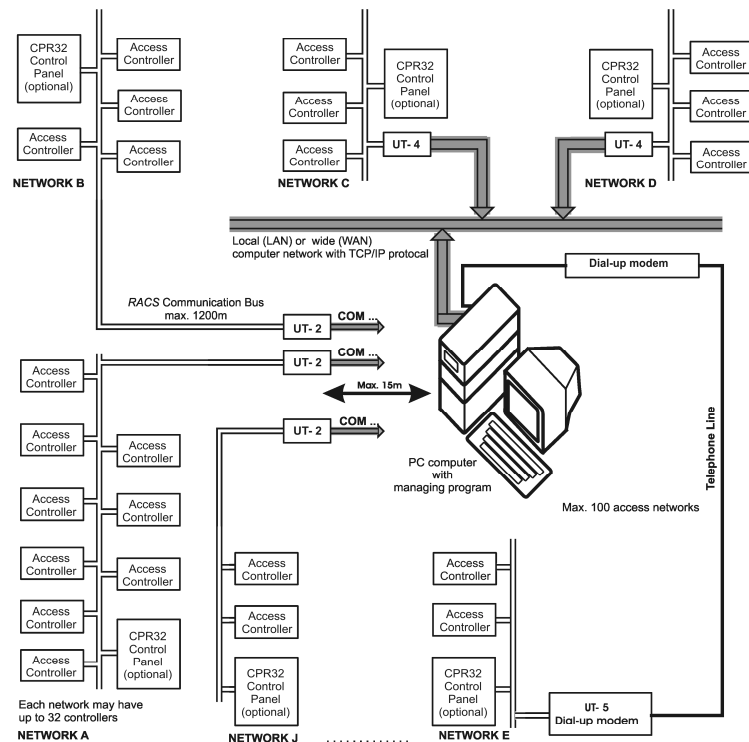 CPR32
Control
Panel
(optional)
Access
Controller
Access
Controller
Access
Controller
Access
Controller
NETWORK B
Access
Controller
CPR32
Control
Panel
(optional)
Access
Controller
Access
Controller
UT- 4
NETWORK C
CPR32
Control
Panel
(optional)
Access
Controller
Access
Controller
UT- 4
Access
Controller
NETWORK D
Local (LAN) or wide (WAN)
computer network with TCP/IP protocal
Dial-up modem
RACS Communication Bus
max. 1200m
UT- 2
COM ...
UT- 2
COM ...
Max. 15m
UT- 2
COM ...
PC computer
with
managing program
Telephone Line
Max. 100 access networks
Access
Controller
Access
Controller
Access
Controller
Access
Controller
Access
Controller
Access
Controller
Access
Controller
Access
Controller
Access
Controller
CPR32
Control
Panel
(optional)
Each network may have
up to 32 controllers
NETWORK A
Access
Controller
Access
Controller
CPR32
Control
Panel
(optional)
NETWORK J
. . . . . . . . . . . .
Access
Controller
Access
Controller
CPR32
Control
Panel
(optional)
NETWORK E
UT- 5
Dial-up modem